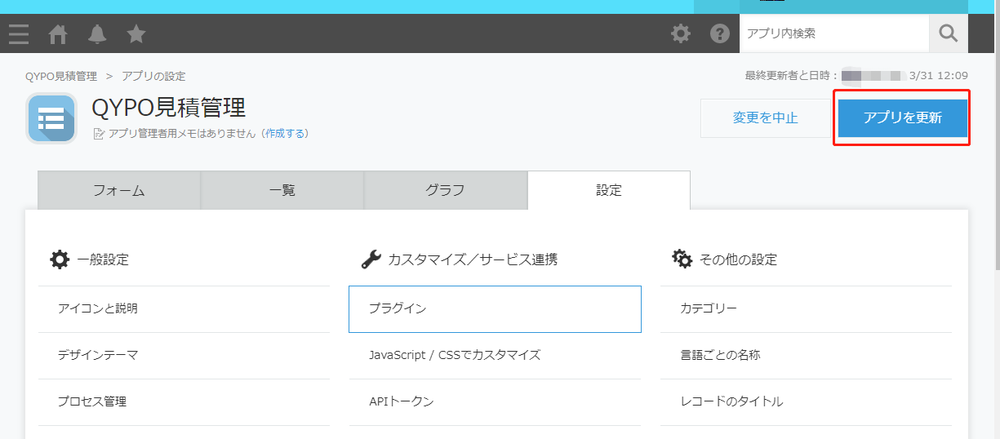 アプリ内検索
QYPO見積管理 > アプリの設定
最終更新者と日時: 3/31 12:09
QYPO見積管理
アプリ管理者用メモはありません（作成する）
変更を中止
アプリを更新
フォーム
一覧
グラフ
設定
一般設定
カスタマイズ／サービス連携
その他の設定
アイコンと説明
プラグイン
カテゴリー
デザインテーマ
JavaScript / CSSでカスタマイズ
言語ごとの名称
プロセス管理
APIトークン
レコードのタイトル